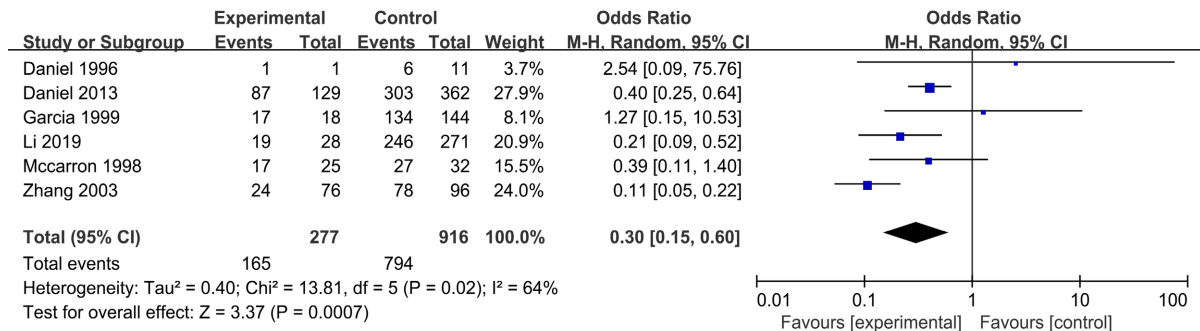 Experimental Control Odds Ratio Odds Ratio
Study or Subgroup Events Total Events Total Weight M-H, Random, 95% CI M-H, Random, 95% CI
Daniel 1996 1 1 6 11 3.7% 2.54 [0.09, 75.76]
Daniel 2013 87 129 303 362 27.9% 0.40 [0.25, 0.64]
Garcia 1999 17 18 134 144 8.1% 1.27 [0.15, 10.53]
Li 2019 19 28 246 271 20.9% 0.21 [0.09, 0.52]
Mccarron 1998 17 25 27 32 15.5% 0.39 [0.11, 1.40]
Zhang 2003 24 76 78 96 24.0% 0.11 [0.05, 0.22]
Total (95% CI) 277 916 100.0% 0.30 [0.15, 0.60]
Total events 165 794
Heterogeneity: Tau² = 0.40; Chi² = 13.81, df = 5 (P = 0.02); I² = 64%
Test for overall effect: Z = 3.37 (P = 0.0007)
0.01 0.1 1 10 100
Favours [experimental] Favours [control]